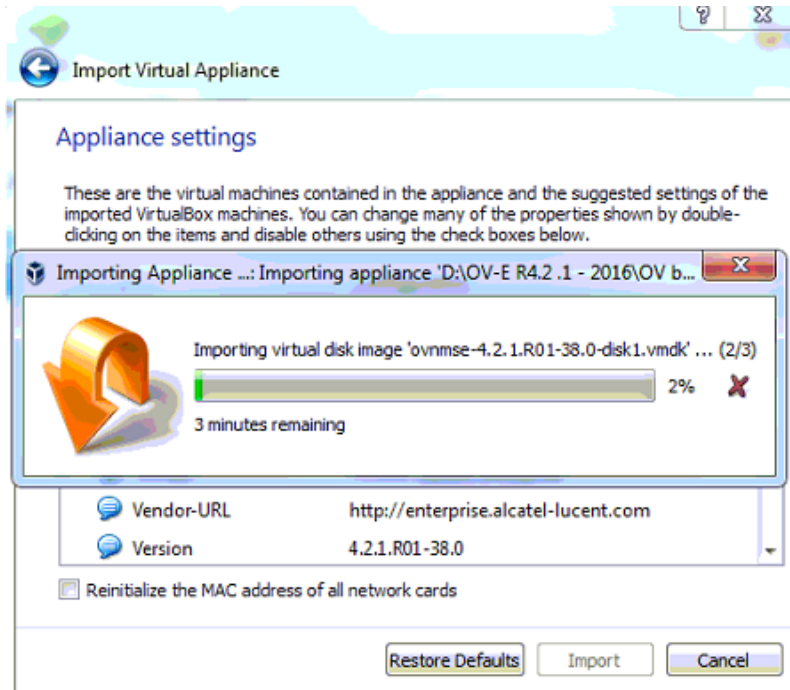 ?
Import Virtual Appliance
Appliance settings
These are the virtual machines contained in the appliance and the suggested settings of the
imported VirtualBox machines. You can change many of the properties shown by double-
clicking on the items and disable others using the check boxes below.
Importing Appliance ...: Importing appliance 'D:\OV-E R4.2 .1 - 2016\OV b...
Importing virtual disk image 'ovnmse-4.2.1.R01-38.0-disk1.vmdk' ... (2/3)
2%
3 minutes remaining
Vendor-URL http://enterprise.alcatel-lucent.com
Version 4.2.1.R01-38.0
Reinitialize the MAC address of all network cards
Restore Defaults Import Cancel